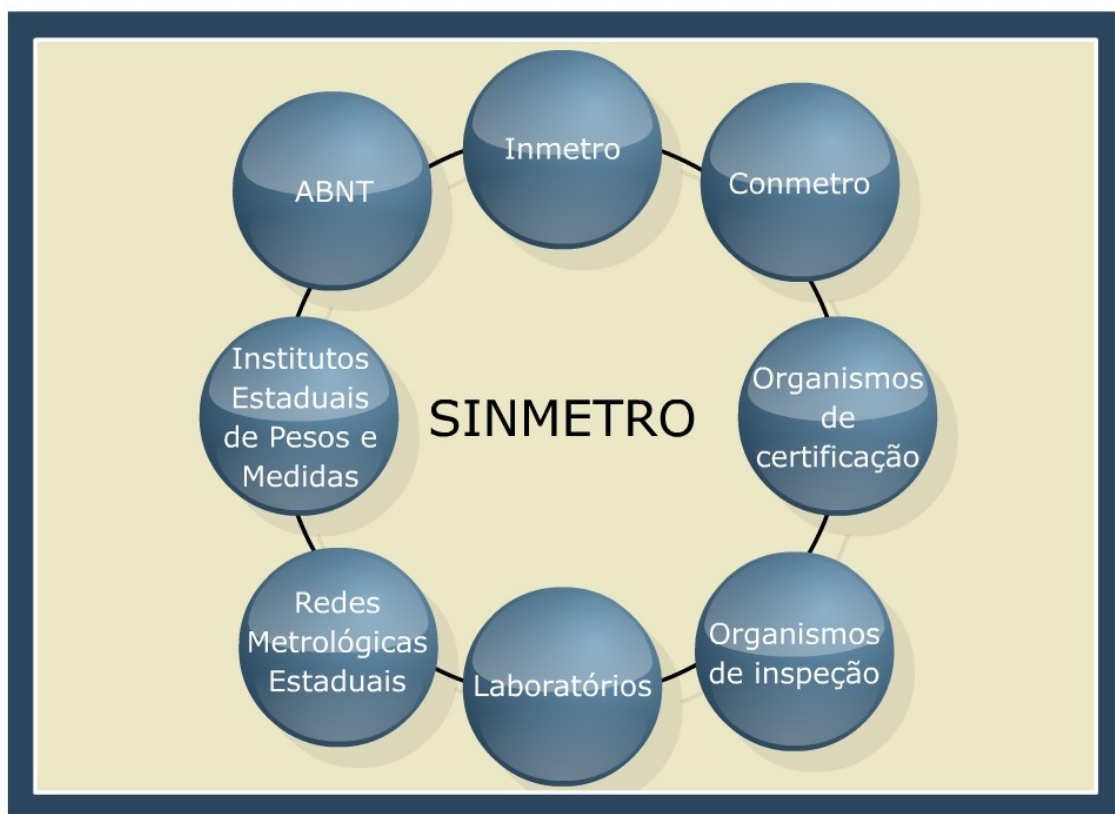 Inmetro
Conmetro
ABNT
Institutos
Estaduais
de Pesos e
Medidas
SINMETRO
Organismos
de
certificação
Redes
Metrológicas
Estaduais
Laboratórios
Organismos
de inspeção